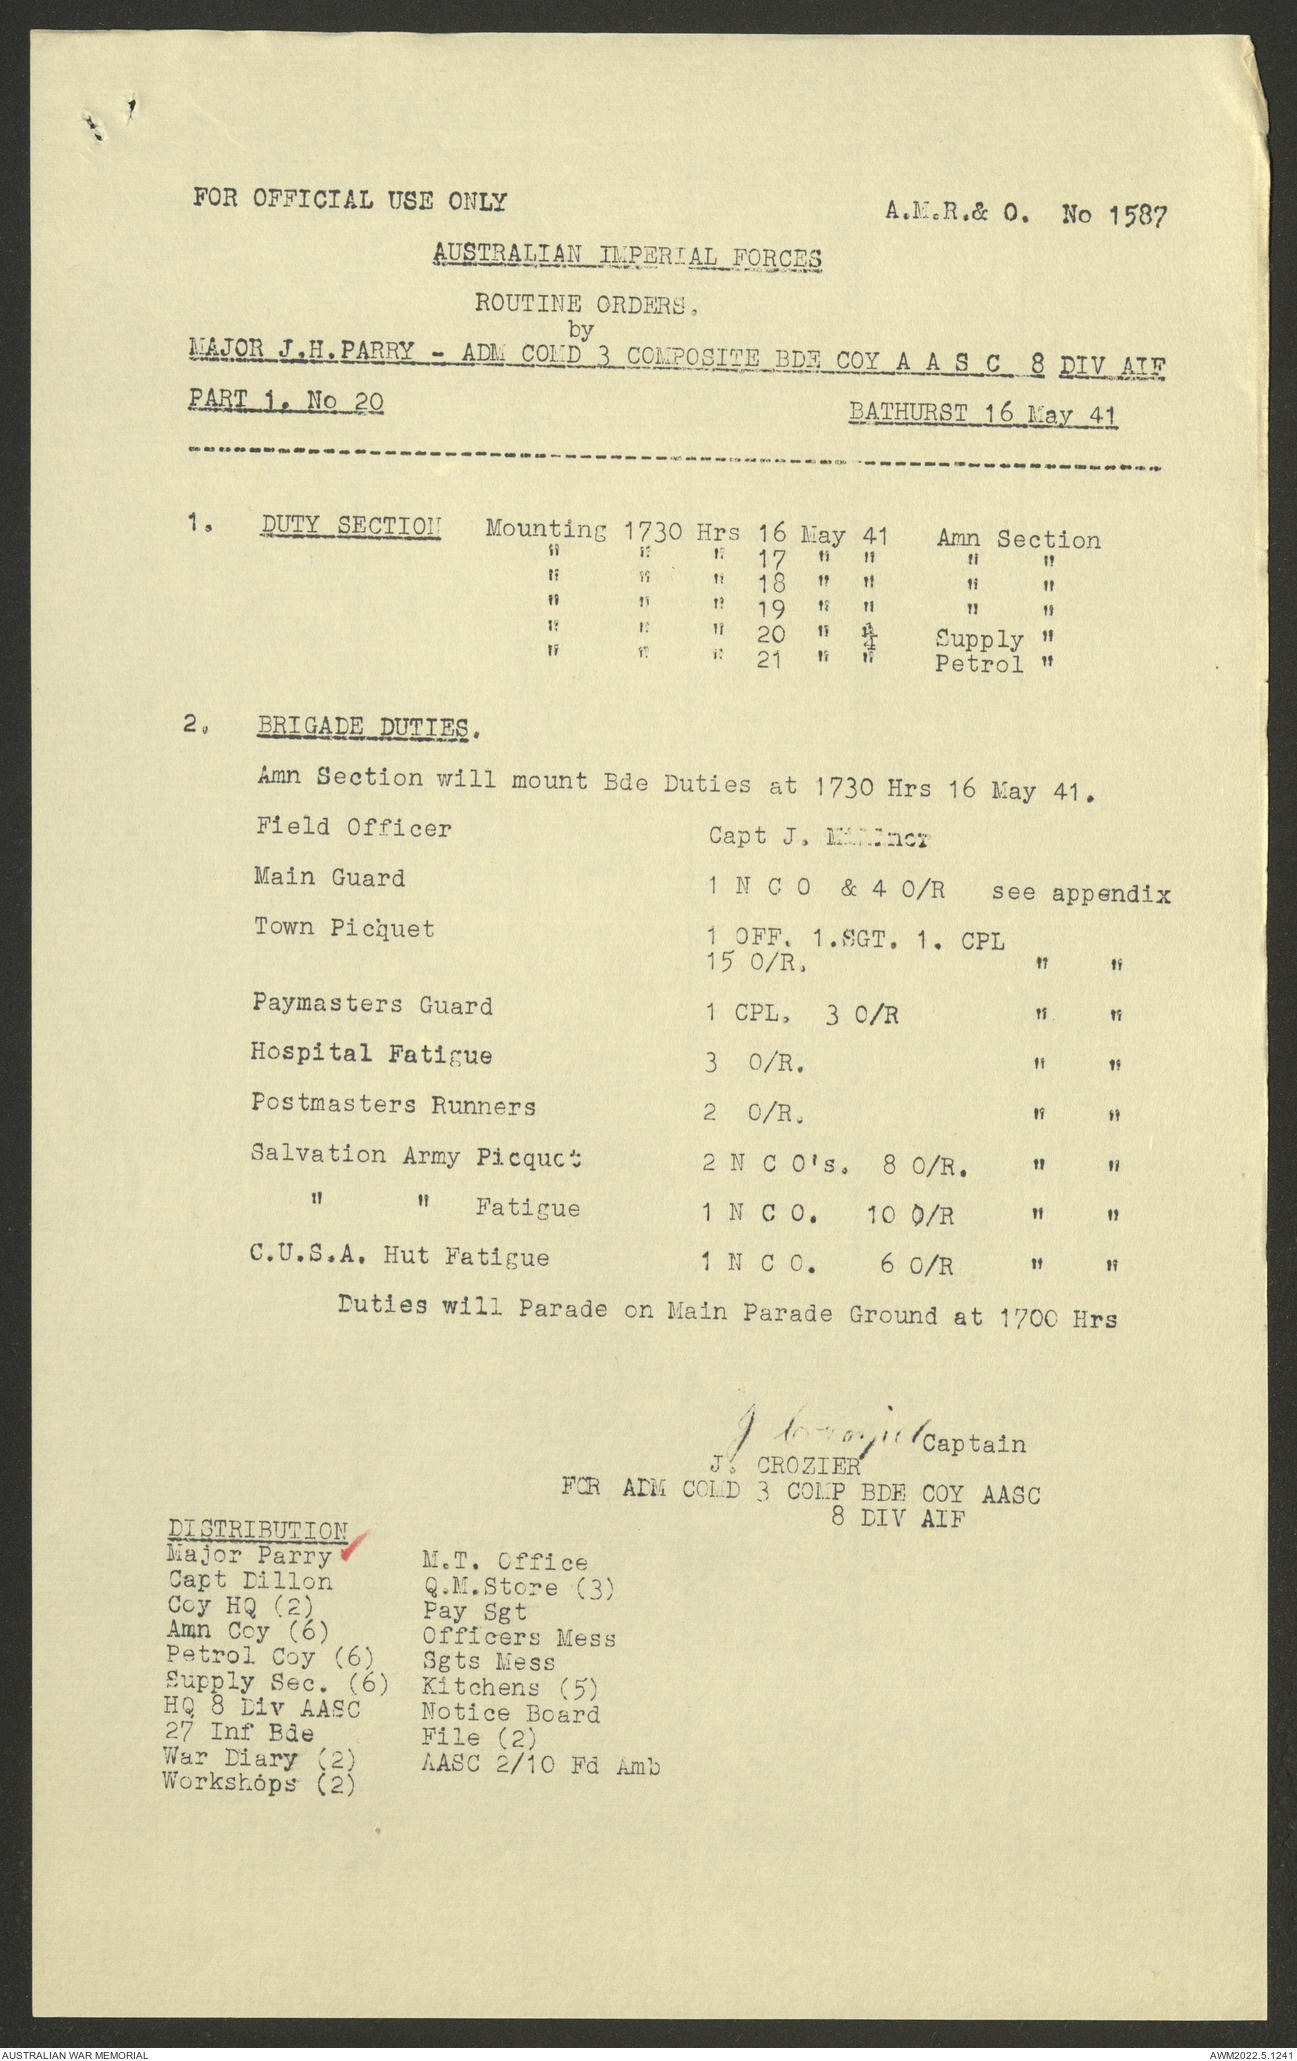 FOR OFFICIAL USE ONLY
A.M.R.& O. No 1587
AUSTRALIAN IMPERIAL FORCES
ROUTINE ORDERS.
by
MAJOR J.H.PARRY - ADM COMD 3 COMPOSITE BDE COY A A S C 8 DIV AIF
PART 1. No 20
BATHURST 16 May 41
1. DUTY SECTION Mounting 1730 Hrs 16 May 41 Amn Section
" " " 17 " " " "
" " " 18 " " " "
" " " 19 " " " "
" " " 20 " Supply "
" " " 21 " " Petrol "
2. BRIGADE DUTIES.
Amn Section will mount Bde Duties at 1730 Hrs 16 May 41.
Field Officer Capt J. Millner
Main Guard 1 N C O & 4 O/R see appendix
Town Picquet 1 OFF. 1.SGT. 1. CPL
15 O/R. " "
Paymasters Guard 1 CPL. 3 O/R " "
Hospital Fatigue 3 O/R. " "
Postmasters Runners 2 O/R. " "
Salvation Army Picquet 2 N C O's. 8 O/R. " "
" " Fatigue 1 N C O. 10 O/R " "
C.U.S.A. Hut Fatigue 1 N C O. 6 O/R " "
Duties will Parade on Main Parade Ground at 1700 Hrs
J Crozier Captain
J. CROZIER
FOR ADM COMD 3 COMP BDE COY AASC
8 DIV AIF
DISTRIBUTION
Major Parry
Capt Dillon
Coy HQ (2)
Amn Coy (6)
Petrol Coy (6)
Supply Sec. (6)
HQ 8 Div AASC
27 Inf Bde
War Diary (2)
Workshops (2)
M.T. Office
Q.M.Store (3)
Pay Sgt
Officers Mess
Sgts Mess
Kitchens (5)
Notice Board
File (2)
AASC 2/10 Fd Amb
AUSTRALIAN WAR MEMORIAL
AWM2022.5.1241